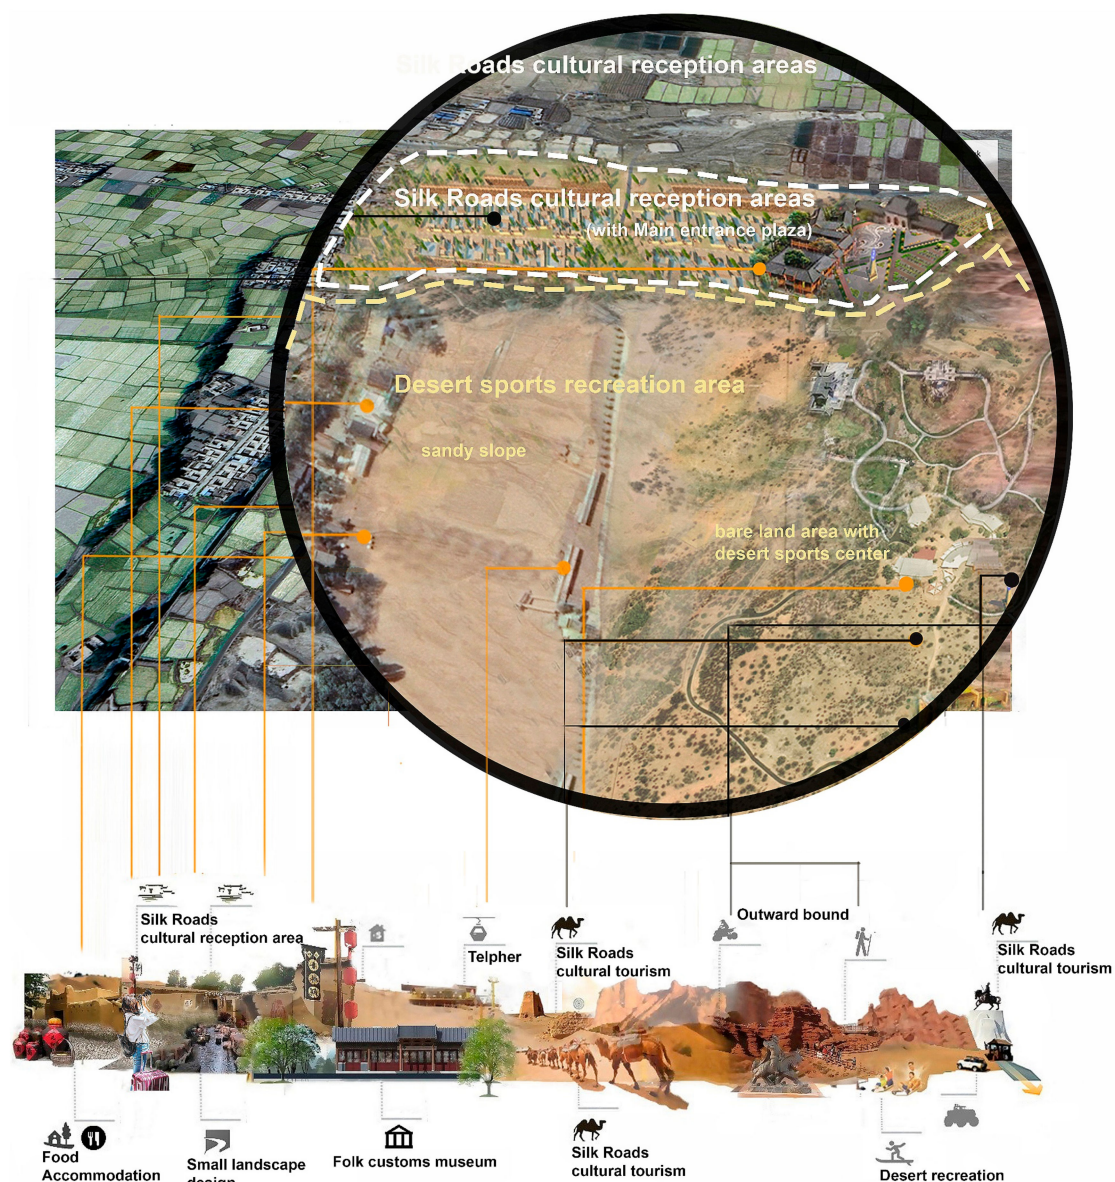 Silk Roads cultural reception areas
Silk Roads cultural reception areas
(with Main entrance plaza)
Desert sports recreation area
sandy slope
bare land area with
desert sports center
Silk Roads
cultural reception area
Telpher
Silk Roads
cultural tourism
Outward bound
Silk Roads
cultural tourism
Food
Accommodation
Small landscape
design
Folk customs museum
Silk Roads
cultural tourism
Desert recreation